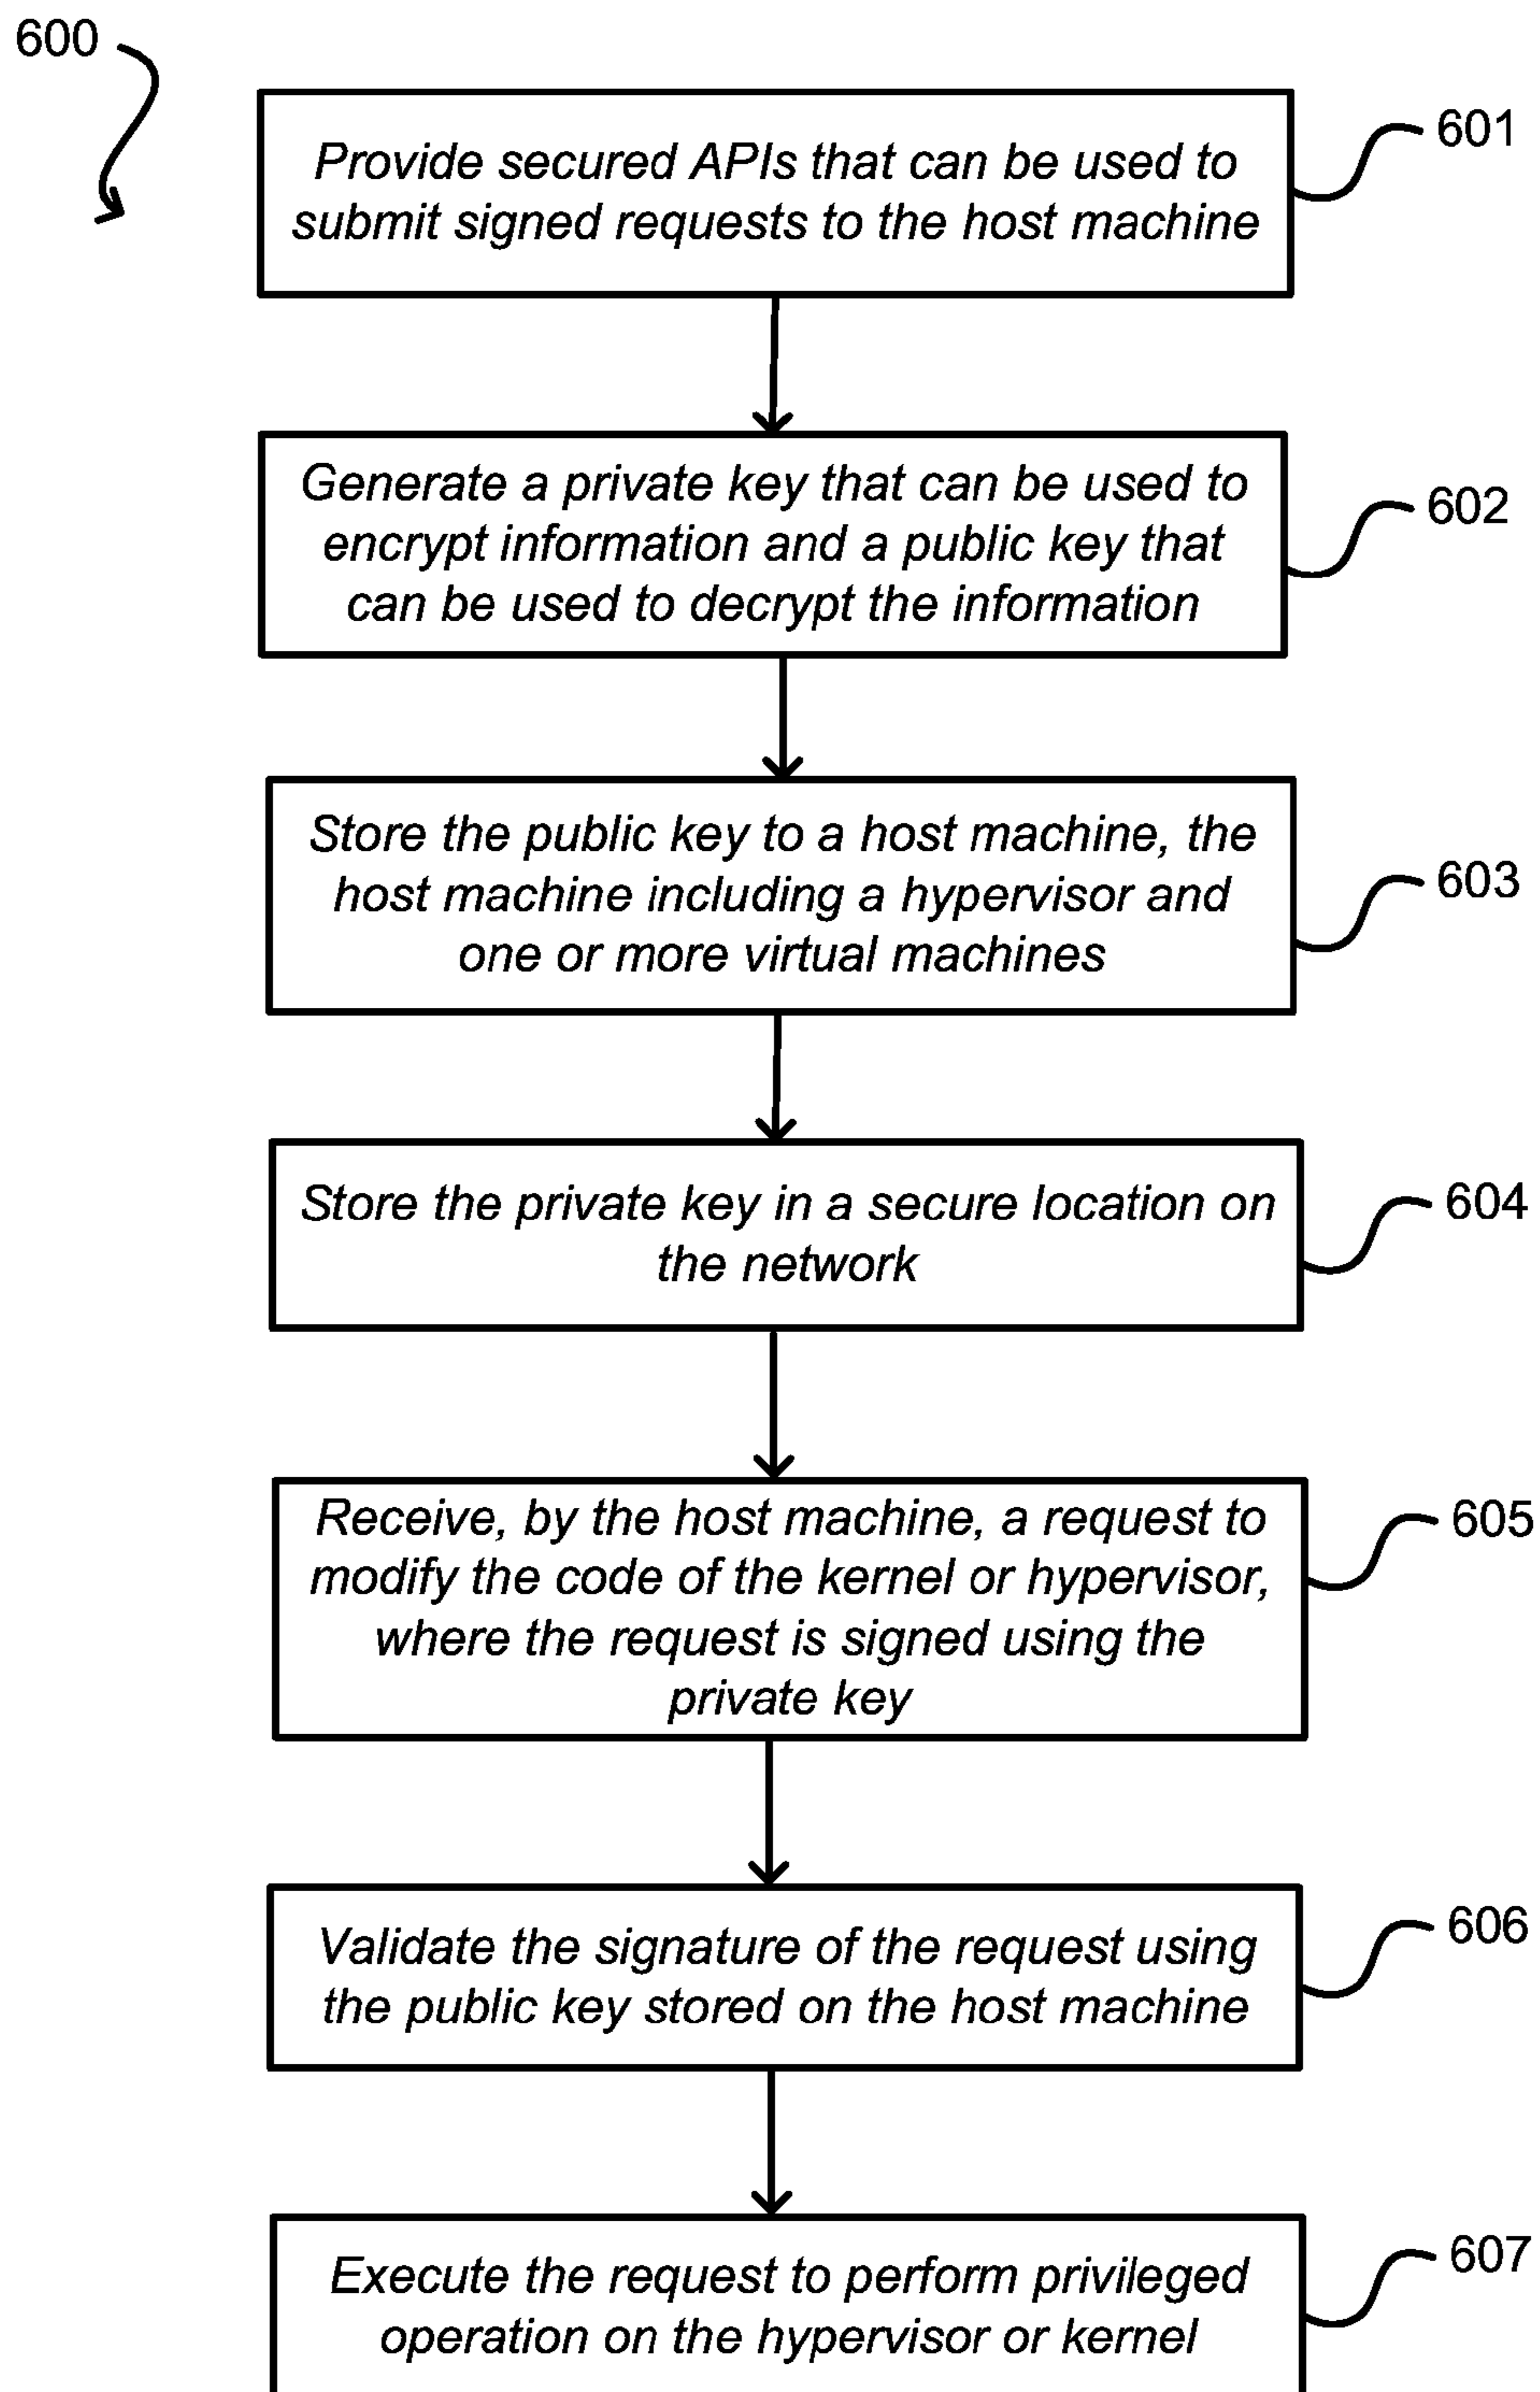 600
601
Provide secured APIs that can be used to
submit signed requests to the host machine
602
Generate a private key that can be used to
encrypt information and a public key that
can be used to decrypt the information
603
Store the public key to a host machine, the
host machine including a hypervisor and
one or more virtual machines
604
Store the private key in a secure location on
the network
605
Receive, by the host machine, a request to
modify the code of the kernel or hypervisor,
where the request is signed using the
private key
606
Validate the signature of the request using
the public key stored on the host machine
607
Execute the request to perform privileged
operation on the hypervisor or kernel